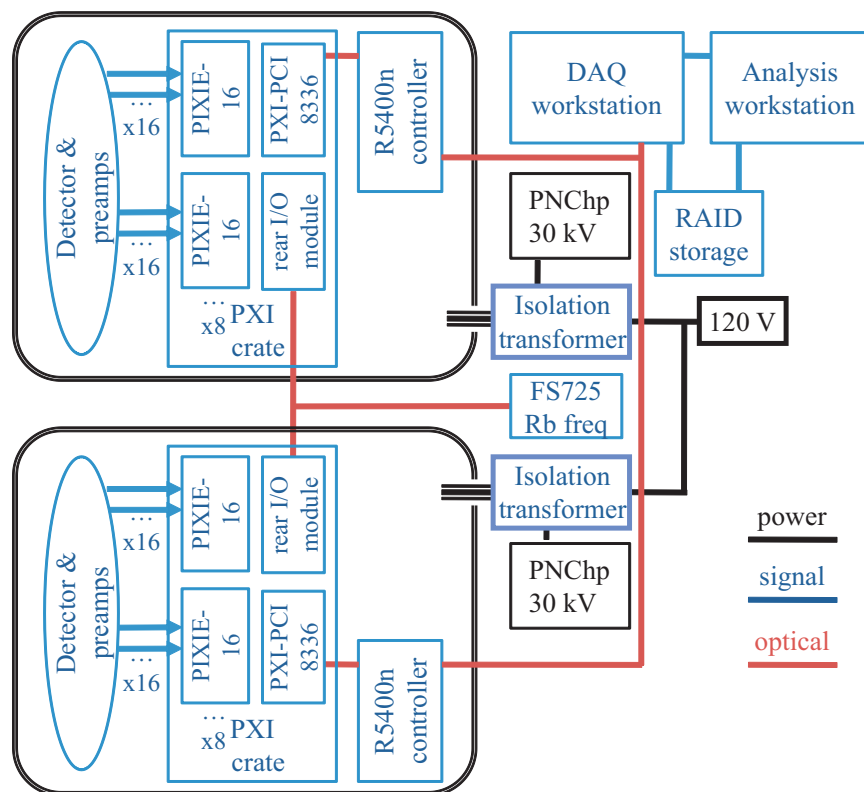 Detector &
preamps
…
x16
…
x16
PIXIE-
16
PIXIE-
16
…
x8
PXI
crate
PXI-PCI
8336
rear I/O
module
R5400n
controller
DAQ
workstation
Analysis
workstation
RAID
storage
PNChp
30 kV
Isolation
transformer
120 V
FS725
Rb freq
Detector &
preamps
…
x16
…
x16
PIXIE-
16
PIXIE-
16
…
x8
PXI
crate
rear I/O
module
PXI-PCI
8336
R5400n
controller
Isolation
transformer
PNChp
30 kV
power
signal
optical